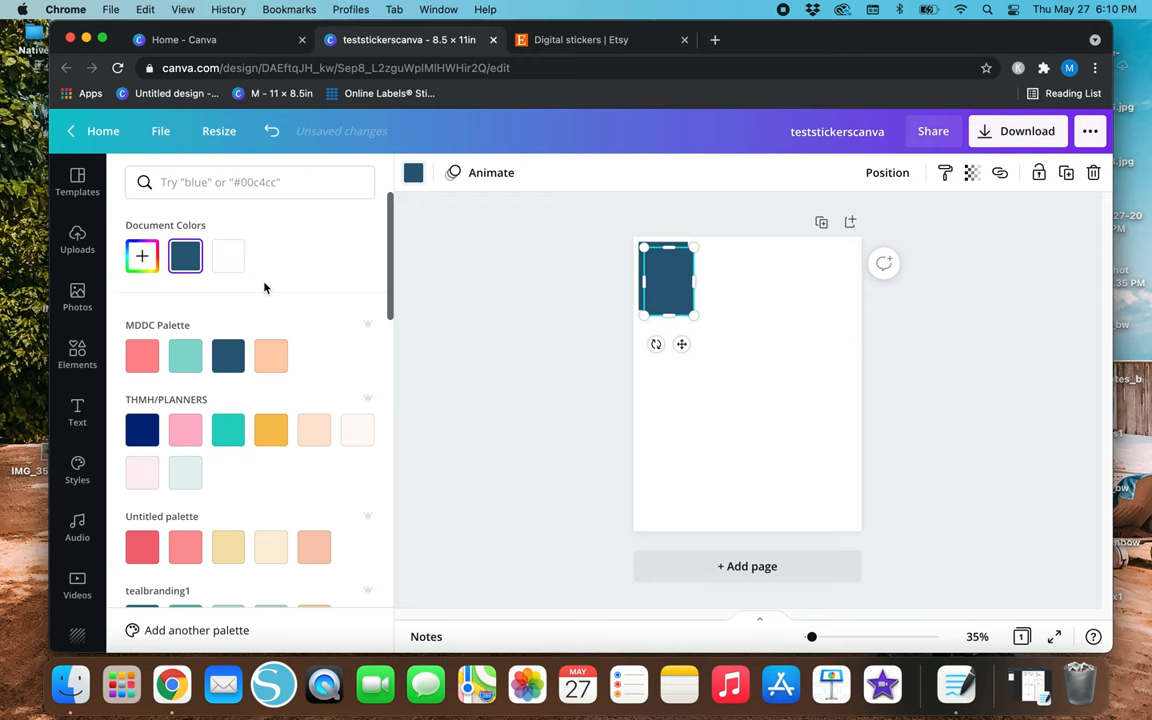 Chrome File Edit View History Bookmarks Profiles Tab Window Help Thu May 27 6:10 PM
Home - Canva teststickerscanva - 8.5 × 11in Digital stickers | Etsy
canva.com/design/DAEftqJH_kw/Sep8_L2zguWpIMIHWHir2Q/edit
Apps Untitled design -... M - 11 × 8.5in Online Labels® Sti... Reading List
Home File Resize Unsaved changes teststickerscanva Share Download
Try "blue" or "#00c4cc" Animate Position
Templates
Document Colors
Uploads
Photos
MDDC Palette
Elements
THMH/PLANNERS
Text
Styles
Untitled palette
Audio
+ Add page
Videos
tealbranding1
Add another palette
Notes 35% 1
MAY
27